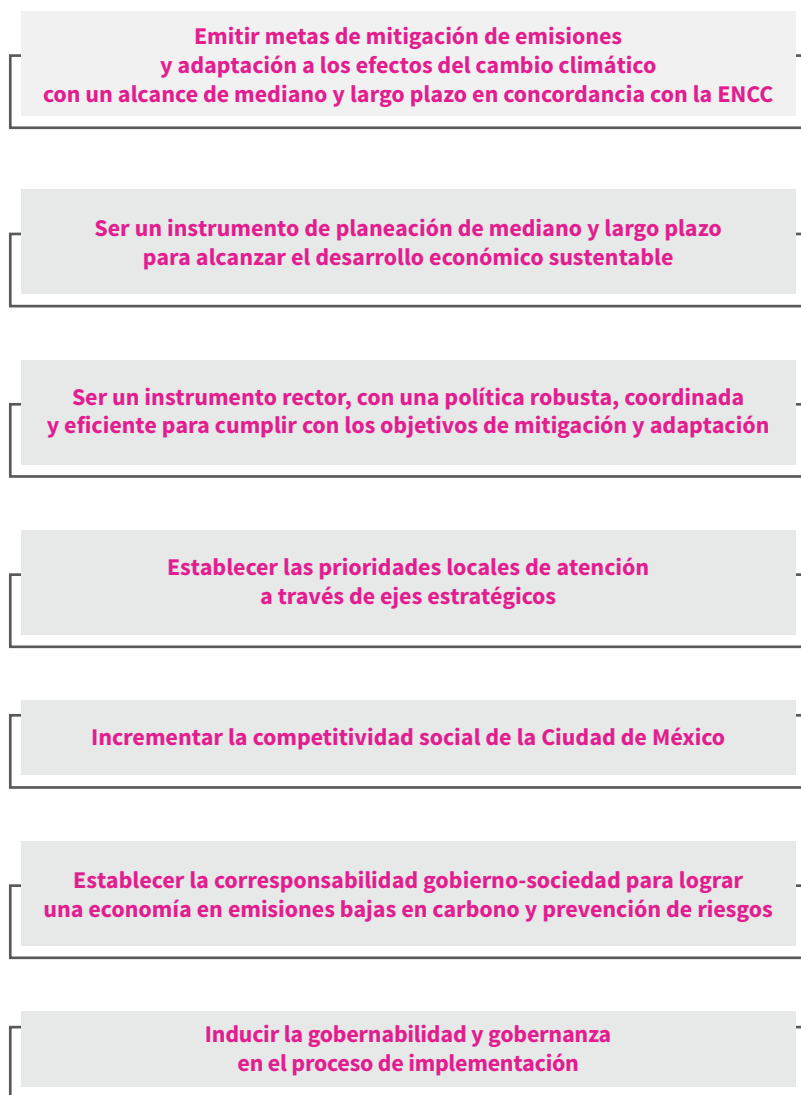 Emitir metas de mitigación de emisiones
y adaptación a los efectos del cambio climático
con un alcance de mediano y largo plazo en concordancia con la ENCC
Ser un instrumento de planeación de mediano y largo plazo
para alcanzar el desarrollo económico sustentable
Ser un instrumento rector, con una política robusta, coordinada
y eficiente para cumplir con los objetivos de mitigación y adaptación
Establecer las prioridades locales de atención
a través de ejes estratégicos
Incrementar la competitividad social de la Ciudad de México
Establecer la corresponsabilidad gobierno-sociedad para lograr
una economía en emisiones bajas en carbono y prevención de riesgos
Inducir la gobernabilidad y gobernanza
en el proceso de implementación